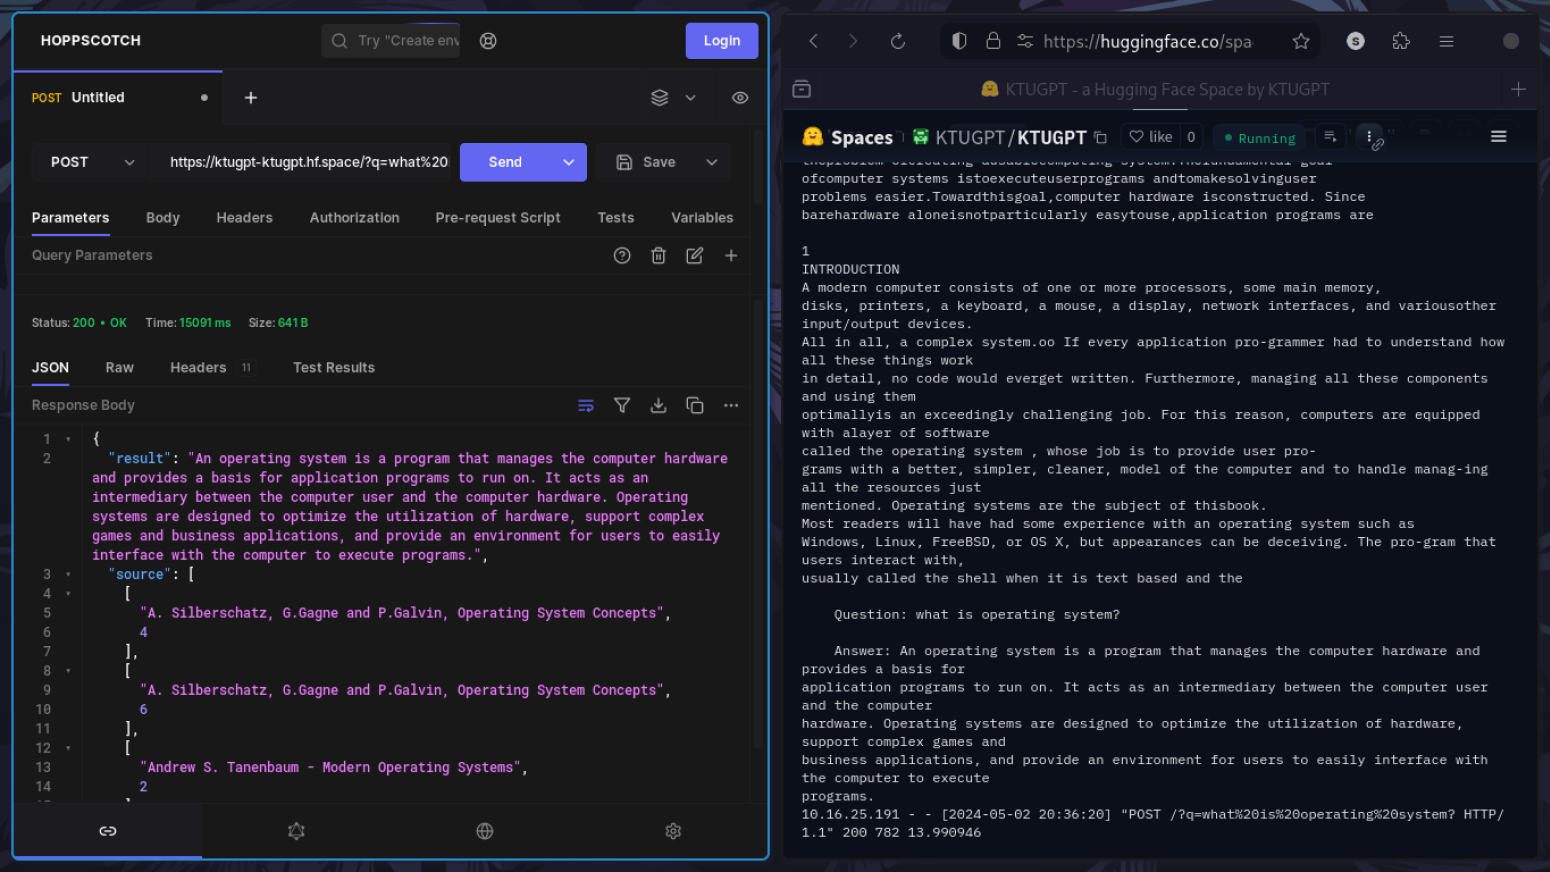 HOPPSCOTCH
Try "Create env
Login
POST Untitled
POST
https://ktugpt-ktugpt.hf.space/?q=what%20
Send
Save
Parameters
Body
Headers
Authorization
Pre-request Script
Tests
Variables
Query Parameters
Status: 200 • OK Time: 15091 ms Size: 641 B
JSON
Raw
Headers 11
Test Results
Response Body
1 {
2 "result": "An operating system is a program that manages the computer hardware
and provides a basis for application programs to run on. It acts as an
intermediary between the computer user and the computer hardware. Operating
systems are designed to optimize the utilization of hardware, support complex
games and business applications, and provide an environment for users to easily
interface with the computer to execute programs.",
3 "source": [
4 [
5 "A. Silberschatz, G.Gagne and P.Galvin, Operating System Concepts",
6 4
7 ],
8 [
9 "A. Silberschatz, G.Gagne and P.Galvin, Operating System Concepts",
10 6
11 ],
12 [
13 "Andrew S. Tanenbaum - Modern Operating Systems",
14 2
https://huggingface.co/spa
S
KTUGPT - a Hugging Face Space by KTUGPT
Spaces
KTUGPT/KTUGPT
like 0
Running
ofcomputer systems istoexecuteuserprograms andtomakesolvinguser
problems easier.Towardthisgoal,computer hardware isconstructed. Since
barehardware aloneisnotparticularly easytouse,application programs are
1
INTRODUCTION
A modern computer consists of one or more processors, some main memory,
disks, printers, a keyboard, a mouse, a display, network interfaces, and variousother
input/output devices.
All in all, a complex system.oo If every application pro-grammer had to understand how
all these things work
in detail, no code would everget written. Furthermore, managing all these components
and using them
optimallyis an exceedingly challenging job. For this reason, computers are equipped
with alayer of software
called the operating system , whose job is to provide user pro-
grams with a better, simpler, cleaner, model of the computer and to handle manag-ing
all the resources just
mentioned. Operating systems are the subject of thisbook.
Most readers will have had some experience with an operating system such as
Windows, Linux, FreeBSD, or OS X, but appearances can be deceiving. The pro-gram that
users interact with,
usually called the shell when it is text based and the
Question: what is operating system?
Answer: An operating system is a program that manages the computer hardware and
provides a basis for
application programs to run on. It acts as an intermediary between the computer user
and the computer
hardware. Operating systems are designed to optimize the utilization of hardware,
support complex games and
business applications, and provide an environment for users to easily interface with
the computer to execute
programs.
10.16.25.191 - - [2024-05-02 20:36:20] "POST /?q=what%20is%20operating%20system? HTTP/
1.1" 200 782 13.990946